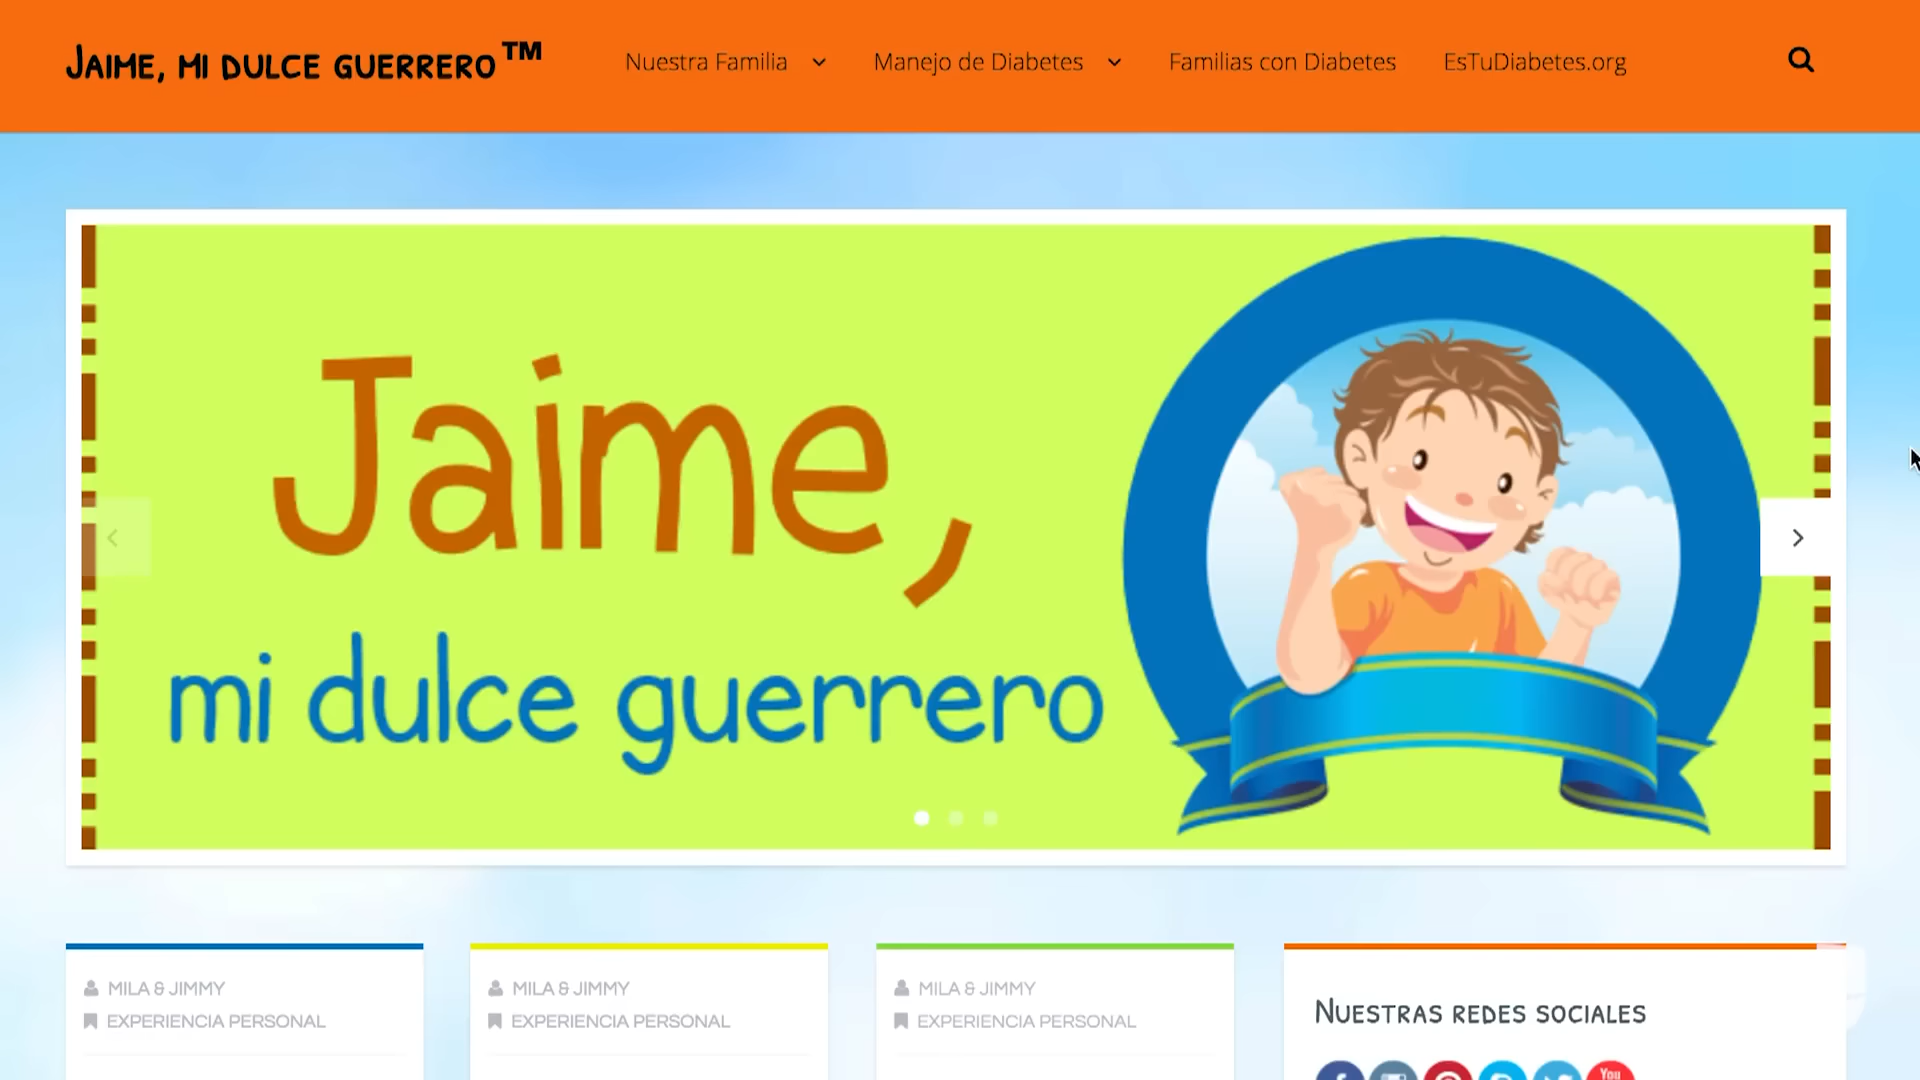 JAIME, MI DULCE GUERRERO™
Nuestra Familia
Manejo de Diabetes
Familias con Diabetes
EsTuDiabetes.org
Jaime,
mi dulce guerrero
MILA & JIMMY
EXPERIENCIA PERSONAL
MILA & JIMMY
EXPERIENCIA PERSONAL
MILA & JIMMY
EXPERIENCIA PERSONAL
NUESTRAS REDES SOCIALES
You